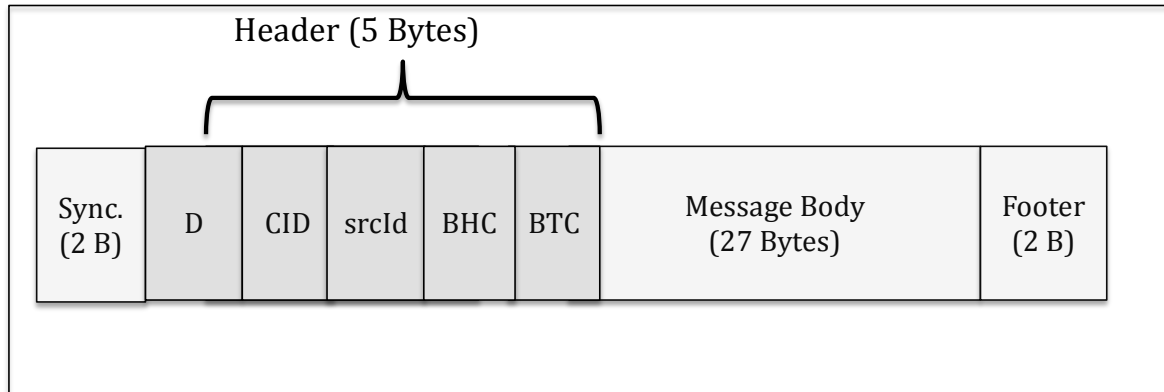 Header (5 Bytes)
Sync.
(2 B)
D
CID
srcId
BHC
BTC
Message Body
(27 Bytes)
Footer
(2 B)